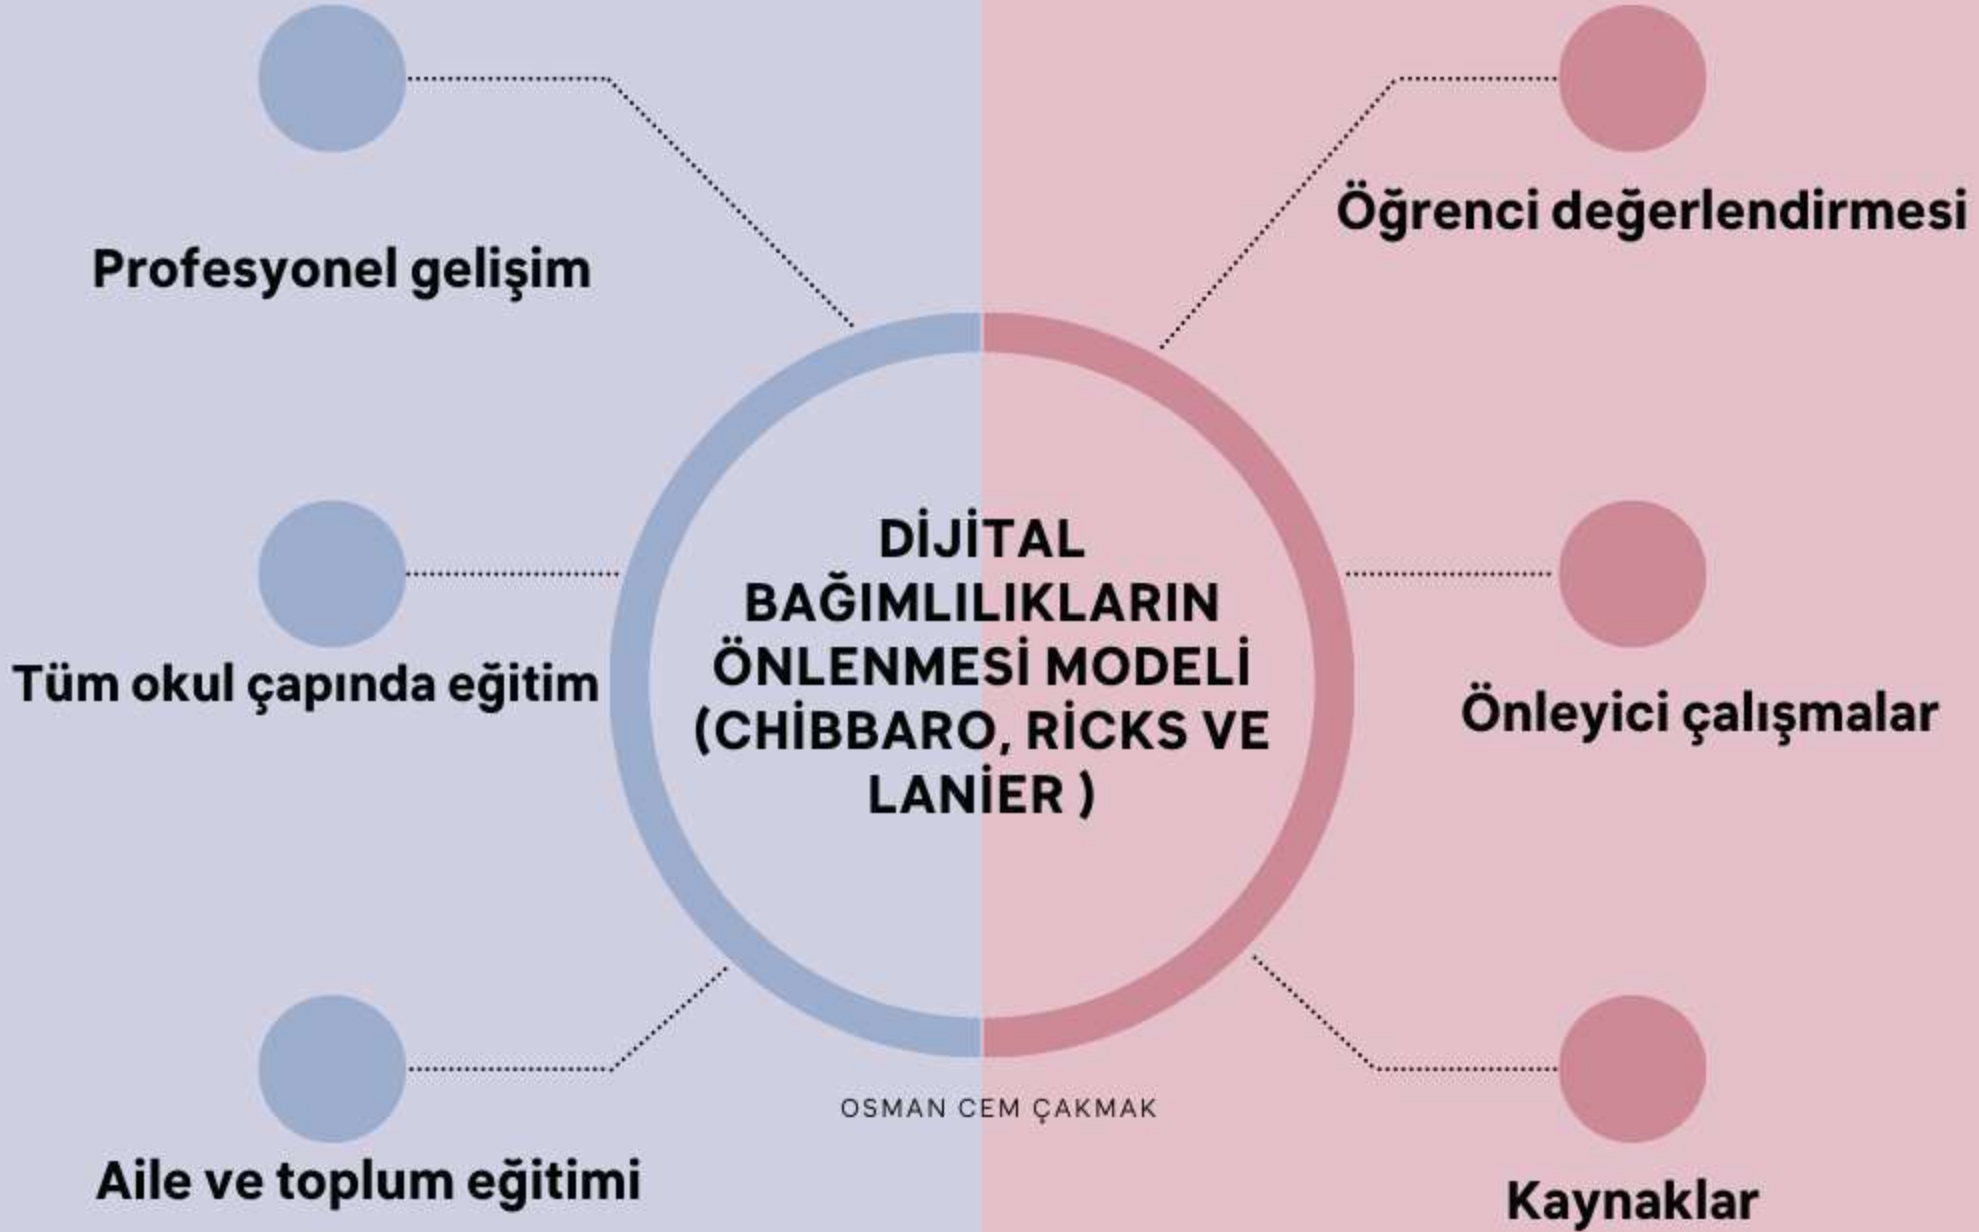 Profesyonel gelişim
Öğrenci değerlendirmesi
Tüm okul çapında eğitim
DİJİTAL
BAĞIMLILIKLARIN
ÖNLENMESİ MODELİ
(CHİBBARO, RİCKS VE
LANİER )
Önleyici çalışmalar
OSMAN CEM ÇAKMAK
Aile ve toplum eğitimi
Kaynaklar